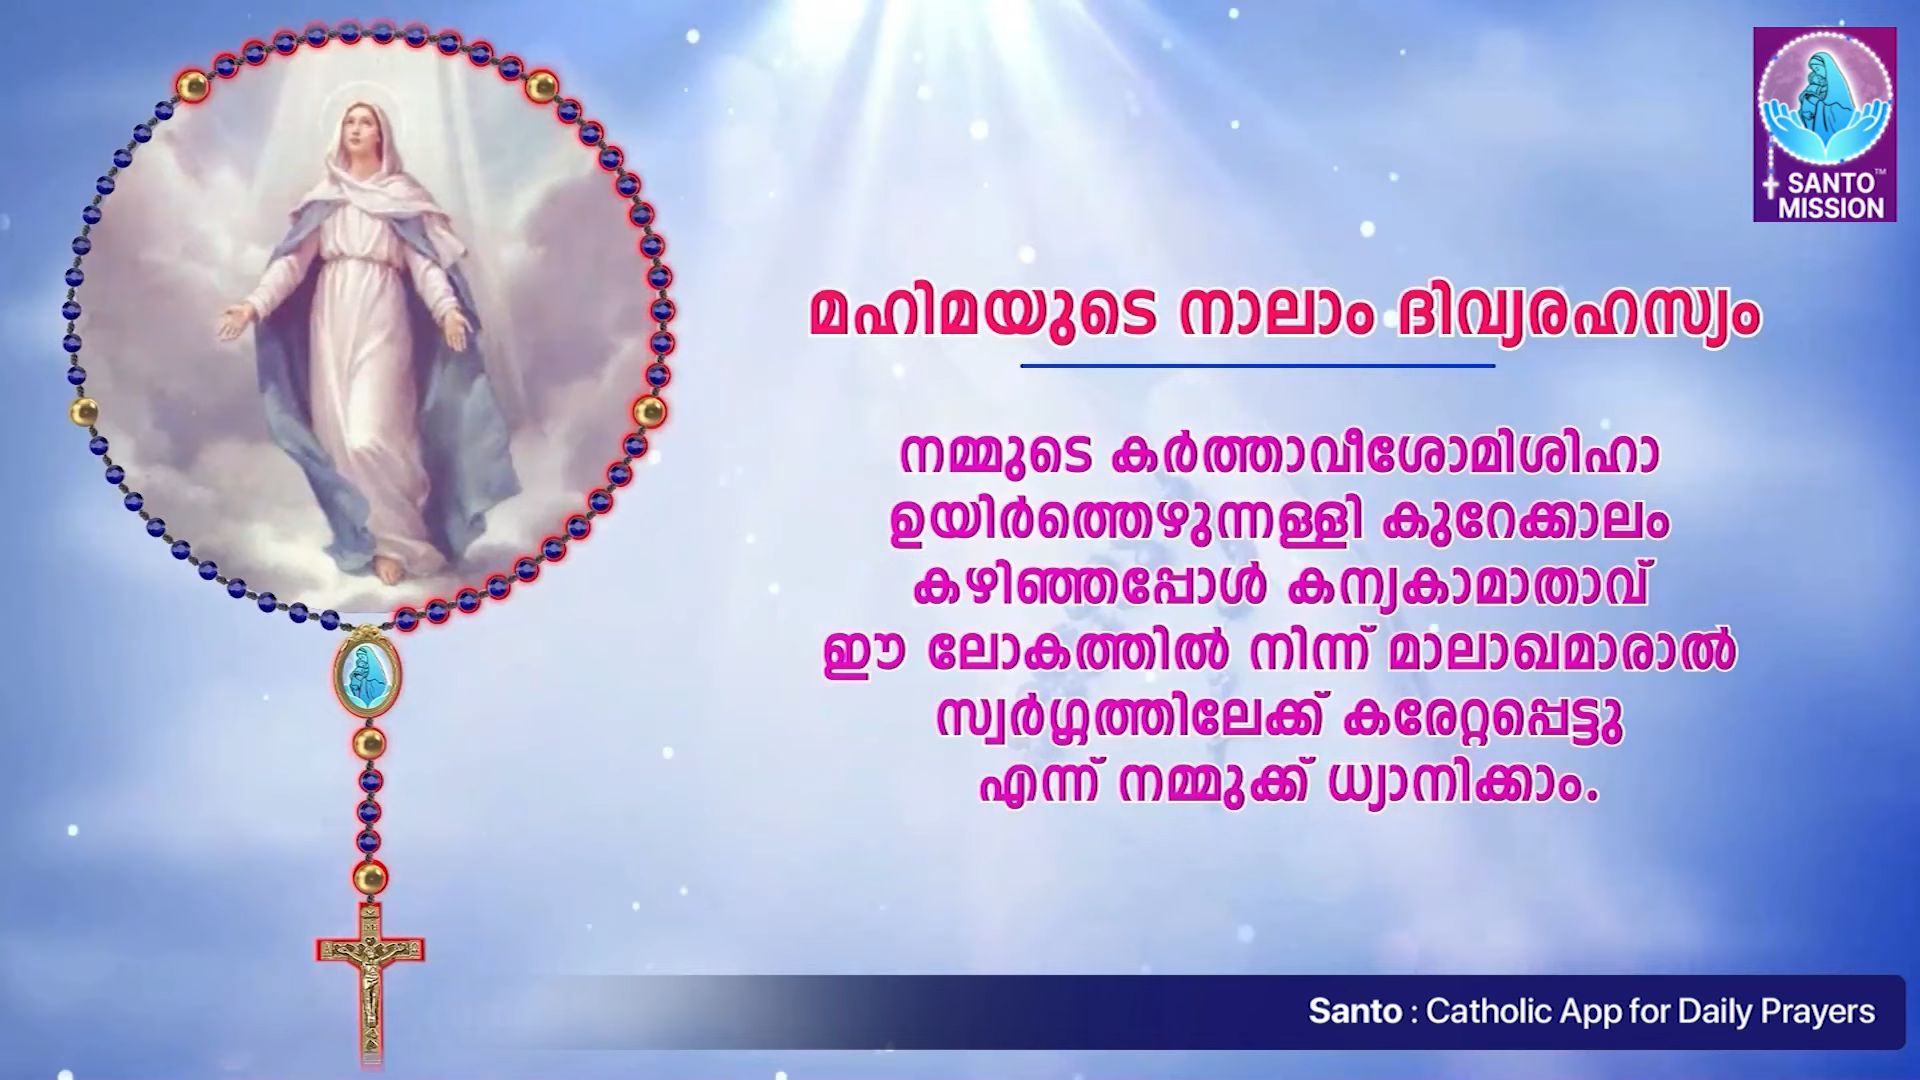 SANTO™
MISSION
മഹിമയുടെ നാലാം ദിവ്യരഹസ്യം
നമ്മുടെ കർത്താവീശോമിശിഹാ
ഉയിർത്തെഴുന്നള്ളി കുറേക്കാലം
കഴിഞ്ഞപ്പോൾ കന്യകാമാതാവ്
ഈ ലോകത്തിൽ നിന്ന് മാലാഖമാരാൽ
സ്വർഗ്ഗത്തിലേക്ക് കരേറ്റപ്പെട്ടു
എന്ന് നമ്മുക്ക് ധ്യാനിക്കാം.
Santo : Catholic App for Daily Prayers